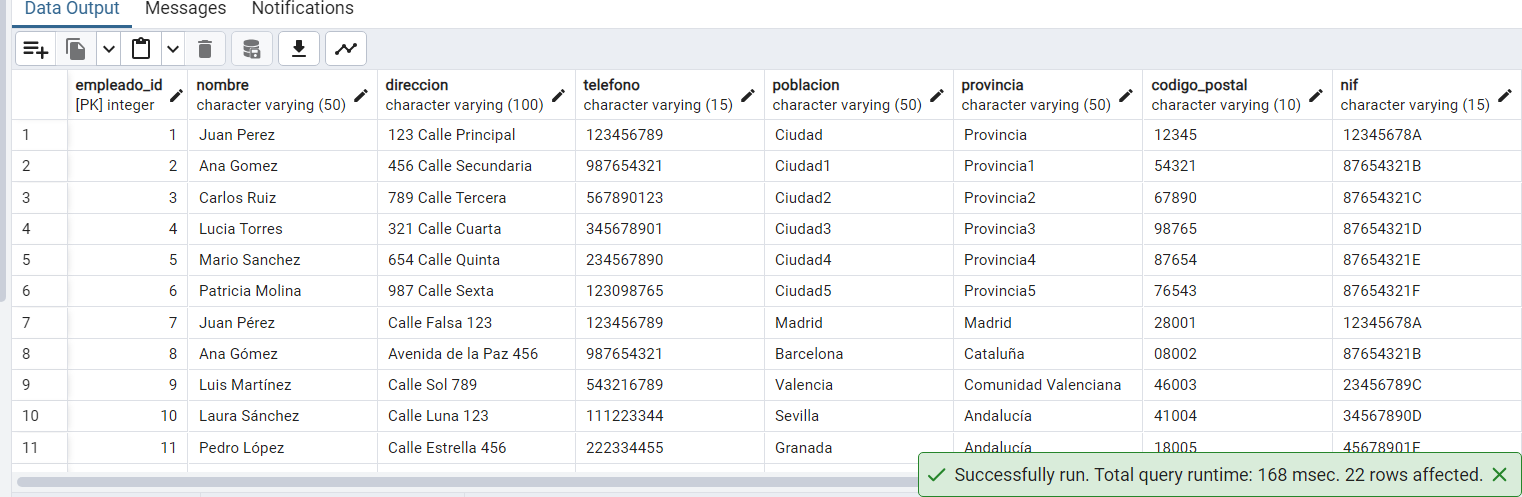 Data Output Messages Notifications
empleado_id nombre direccion telefono poblacion provincia codigo_postal nif
[PK] integer character varying (50) character varying (100) character varying (15) character varying (50) character varying (50) character varying (10) character varying (15)
1 1 Juan Perez 123 Calle Principal 123456789 Ciudad Provincia 12345 12345678A
2 2 Ana Gomez 456 Calle Secundaria 987654321 Ciudad1 Provincia1 54321 87654321B
3 3 Carlos Ruiz 789 Calle Tercera 567890123 Ciudad2 Provincia2 67890 87654321C
4 4 Lucia Torres 321 Calle Cuarta 345678901 Ciudad3 Provincia3 98765 87654321D
5 5 Mario Sanchez 654 Calle Quinta 234567890 Ciudad4 Provincia4 87654 87654321E
6 6 Patricia Molina 987 Calle Sexta 123098765 Ciudad5 Provincia5 76543 87654321F
7 7 Juan Pérez Calle Falsa 123 123456789 Madrid Madrid 28001 12345678A
8 8 Ana Gómez Avenida de la Paz 456 987654321 Barcelona Cataluña 08002 87654321B
9 9 Luis Martínez Calle Sol 789 543216789 Valencia Comunidad Valenciana 46003 23456789C
10 10 Laura Sánchez Calle Luna 123 111223344 Sevilla Andalucía 41004 34567890D
11 11 Pedro López Calle Estrella 456 222334455 Granada Andalucía 18005 45678901E
Successfully run. Total query runtime: 168 msec. 22 rows affected.